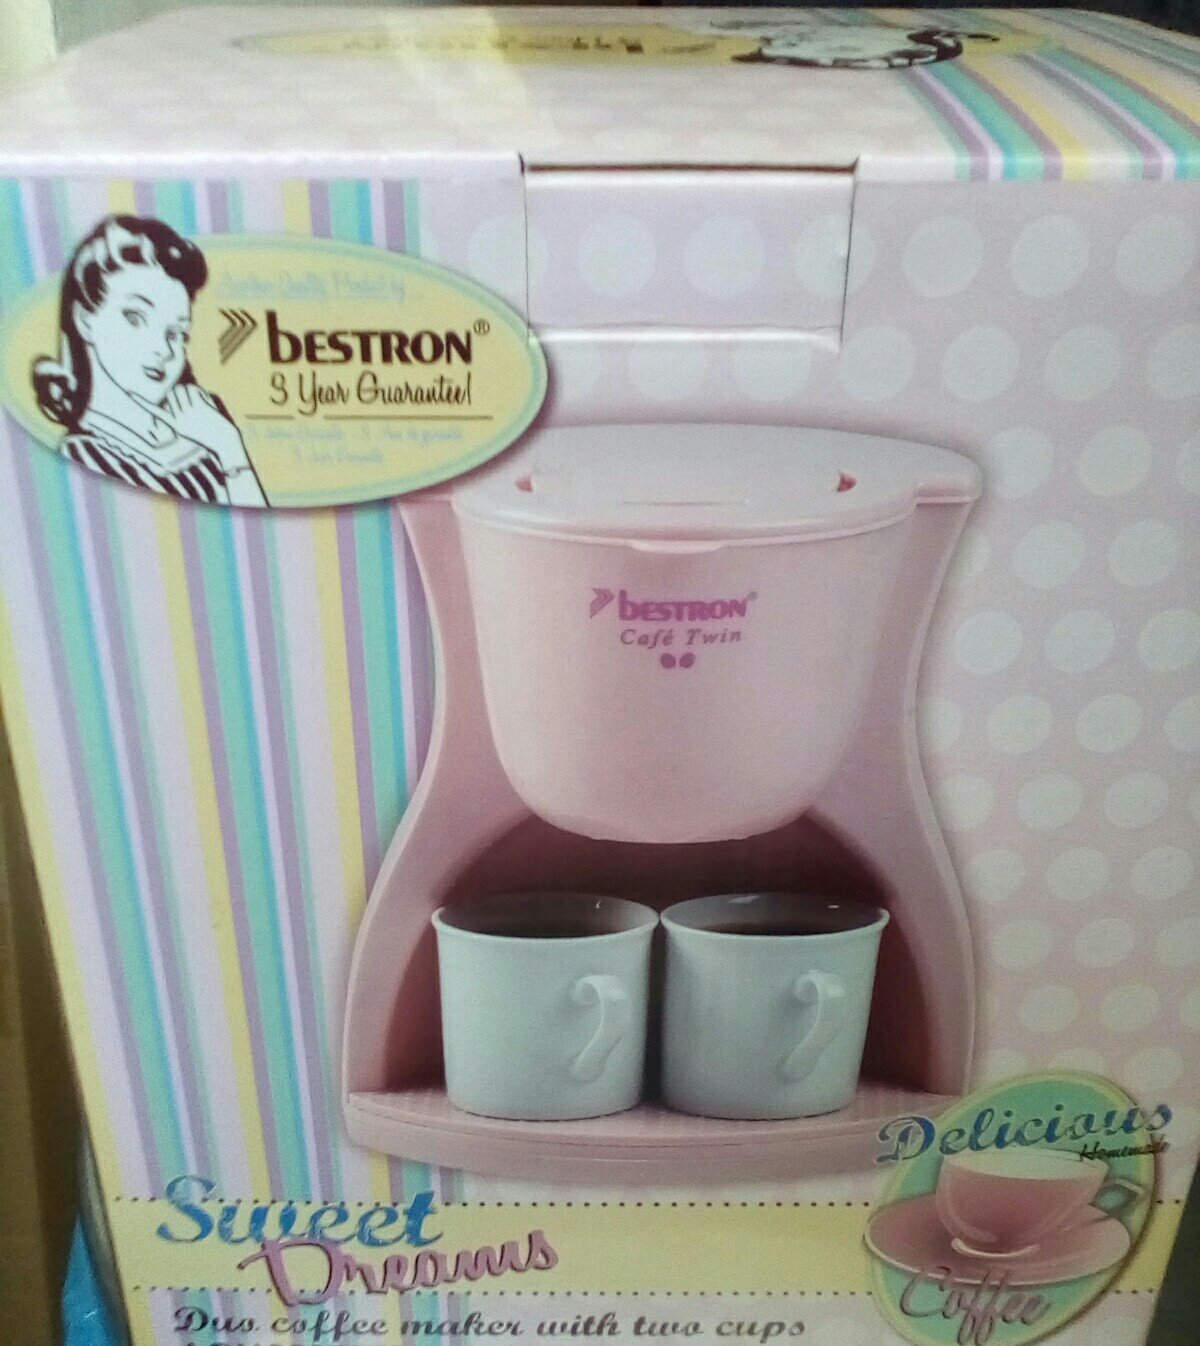 bESTRON®
3 Year Guarantee!
bESTRON®
Café Twin
Delicious
Homemade
Coffee
Sweet
Dreams
Duo coffee maker with two cups